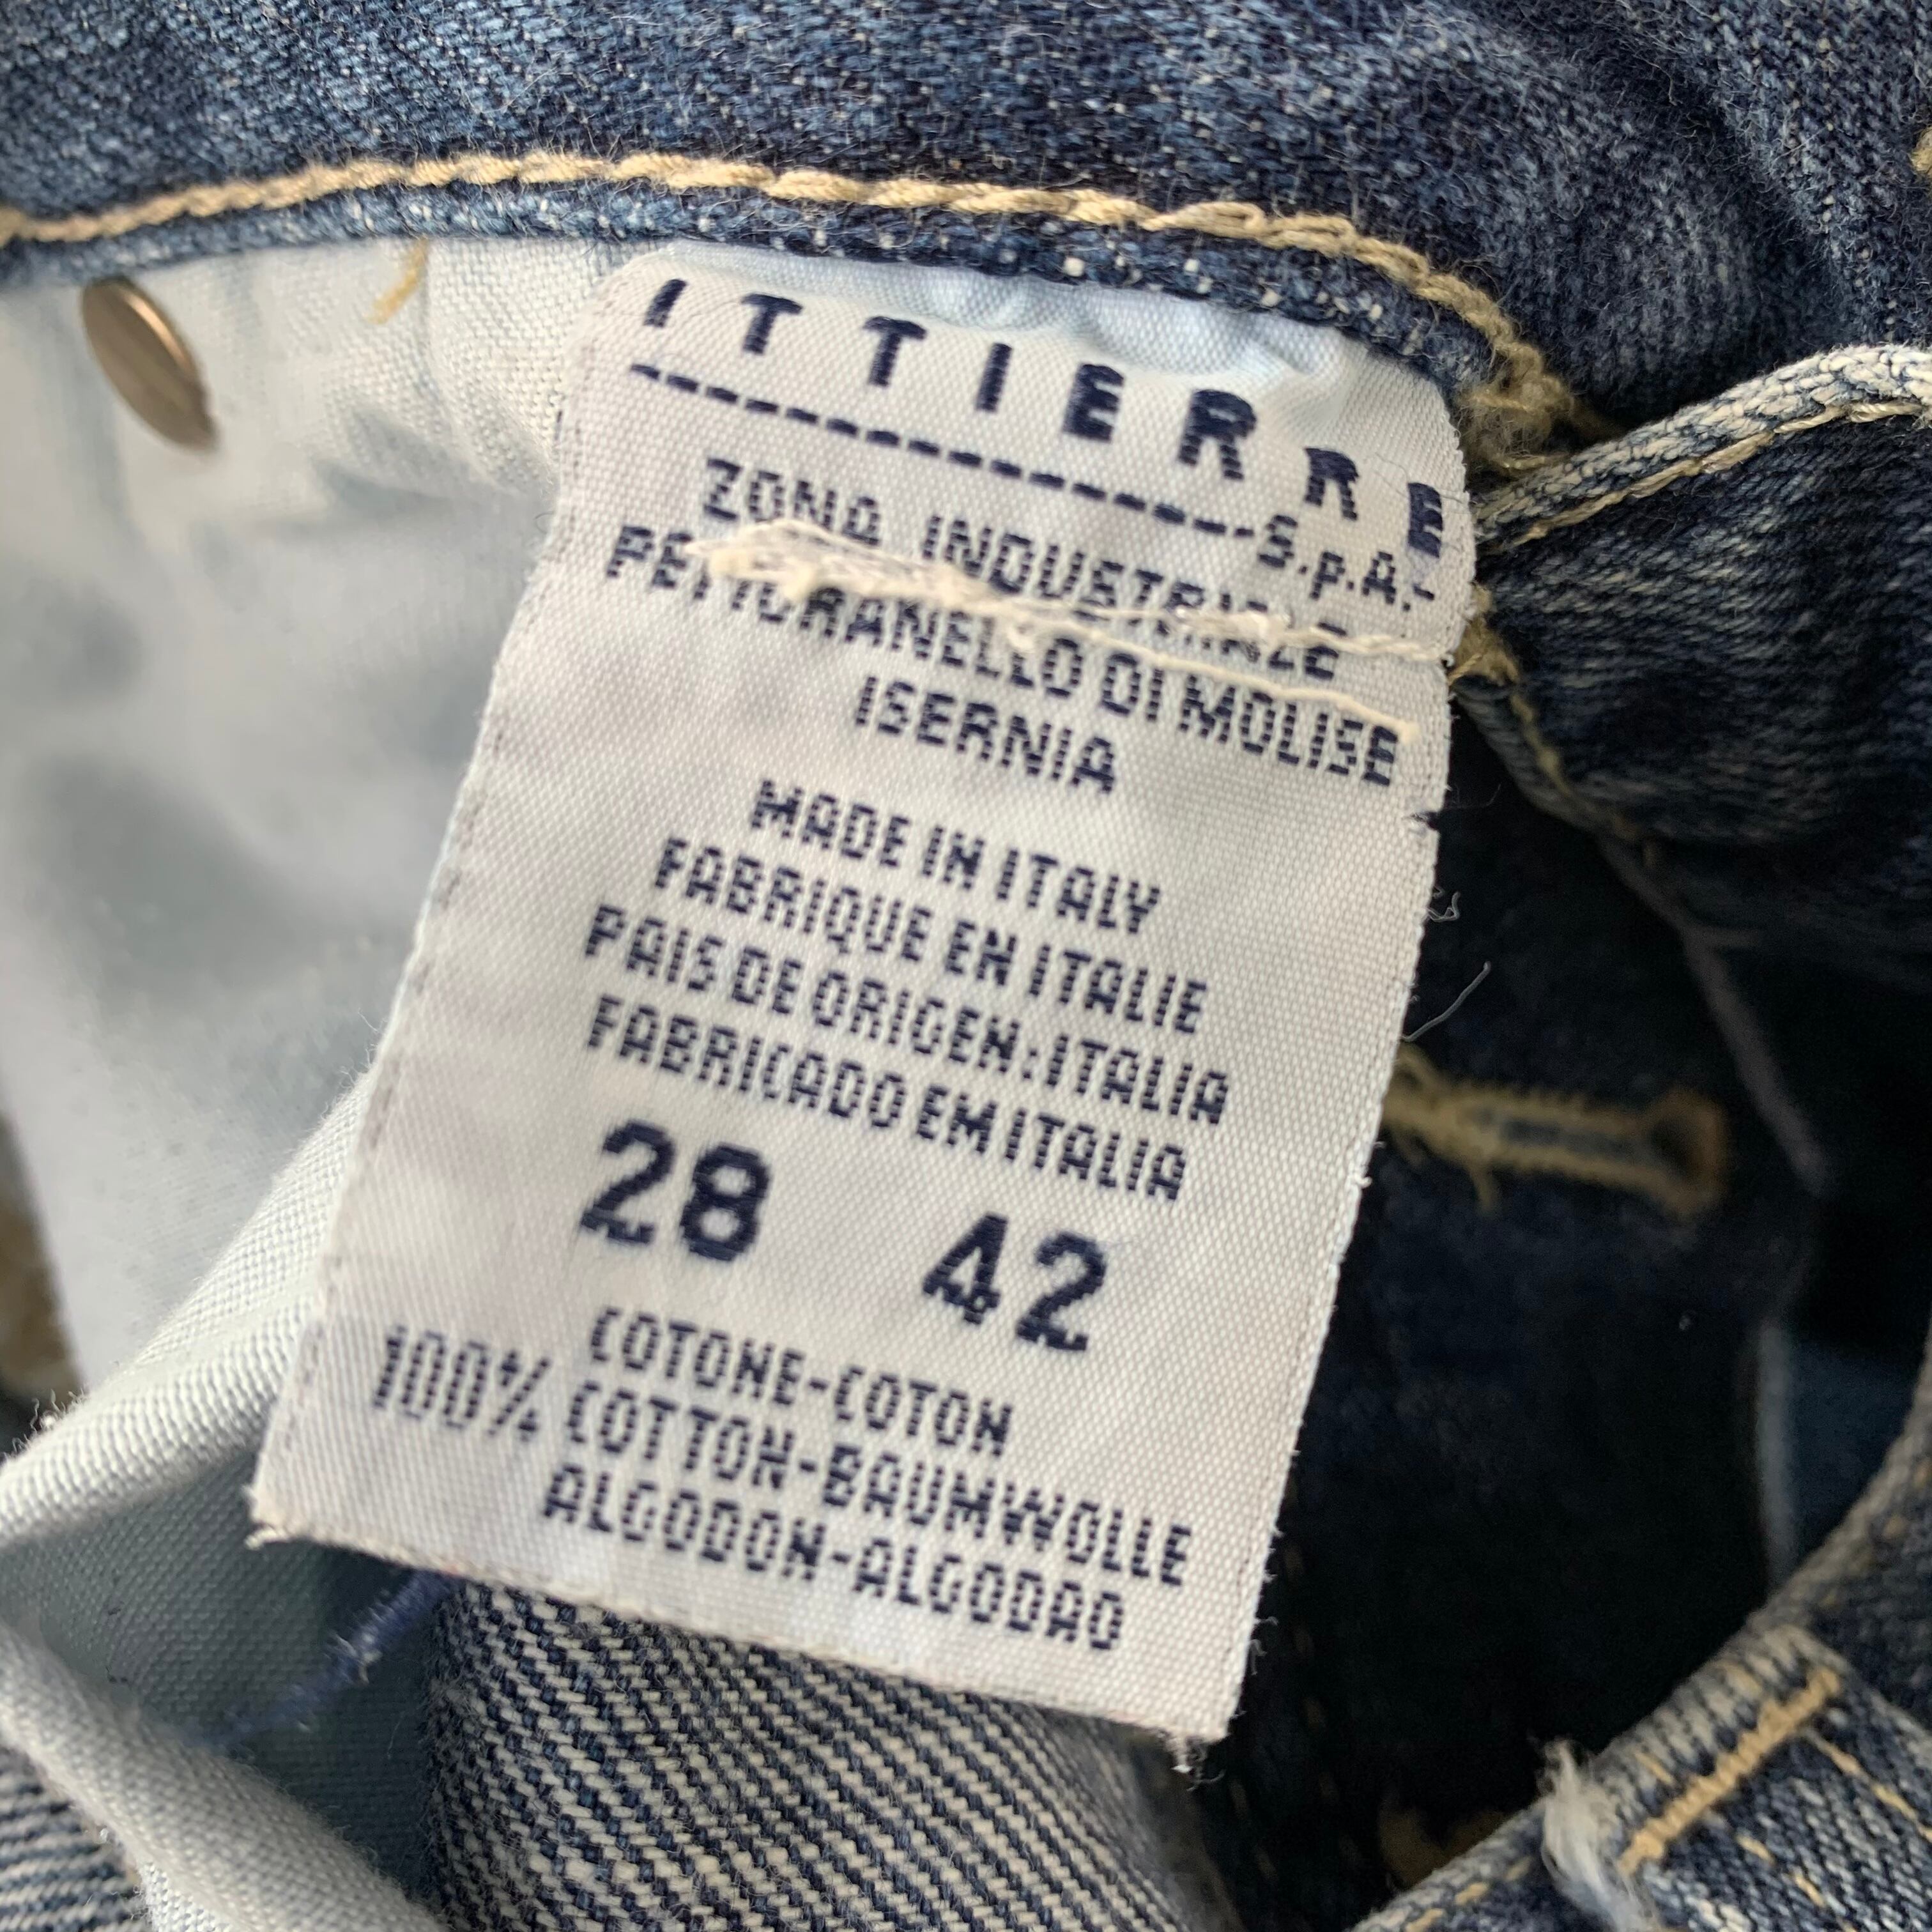 ITTIERRE
S.p.A.
ZONA INDUSTRIALE
PETTORANELLO DI MOLISE
ISERNIA
MADE IN ITALY
FABRIQUE EN ITALIE
PAIS DE ORIGEN:ITALIA
FABRICADO EM ITALIA
28 42
COTONE-COTON
100% COTTON-BAUMWOLLE
ALGODON-ALGODAO